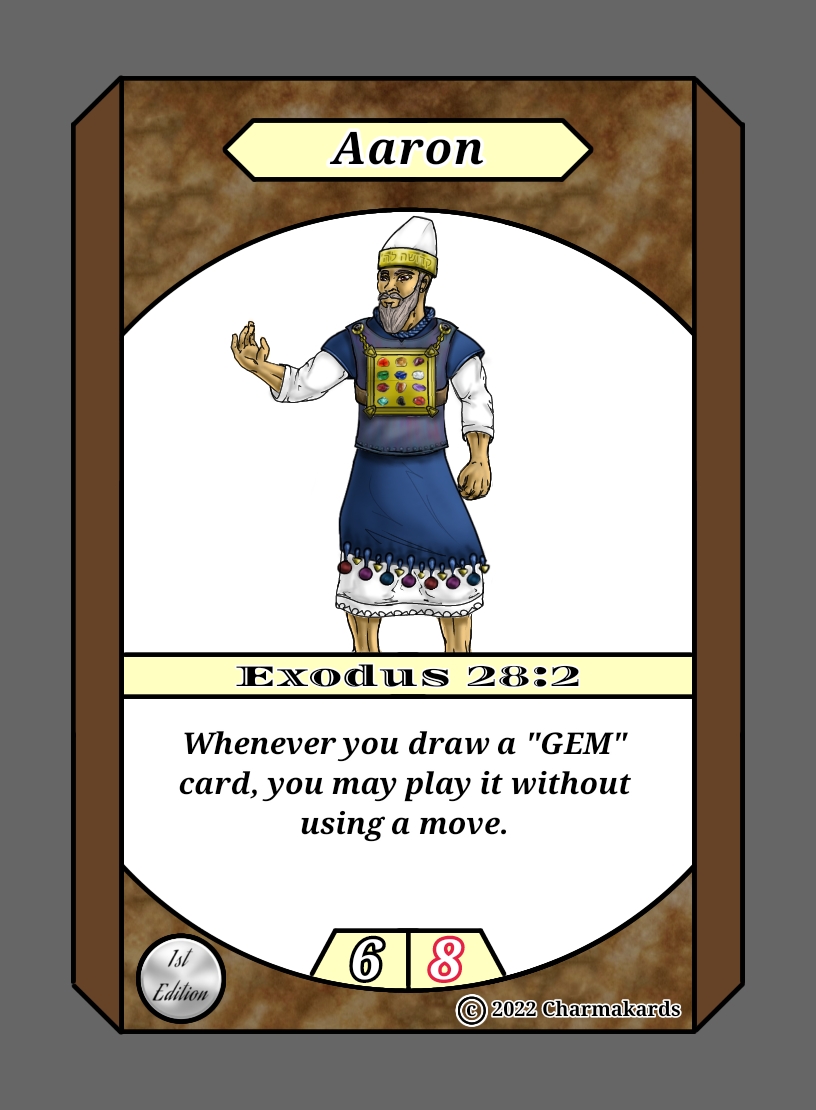 Aaron
Exodus 28:2
Whenever you draw a "GEM"
card, you may play it without
using a move.
6 8
1st
Edition
© 2022 Charmakards